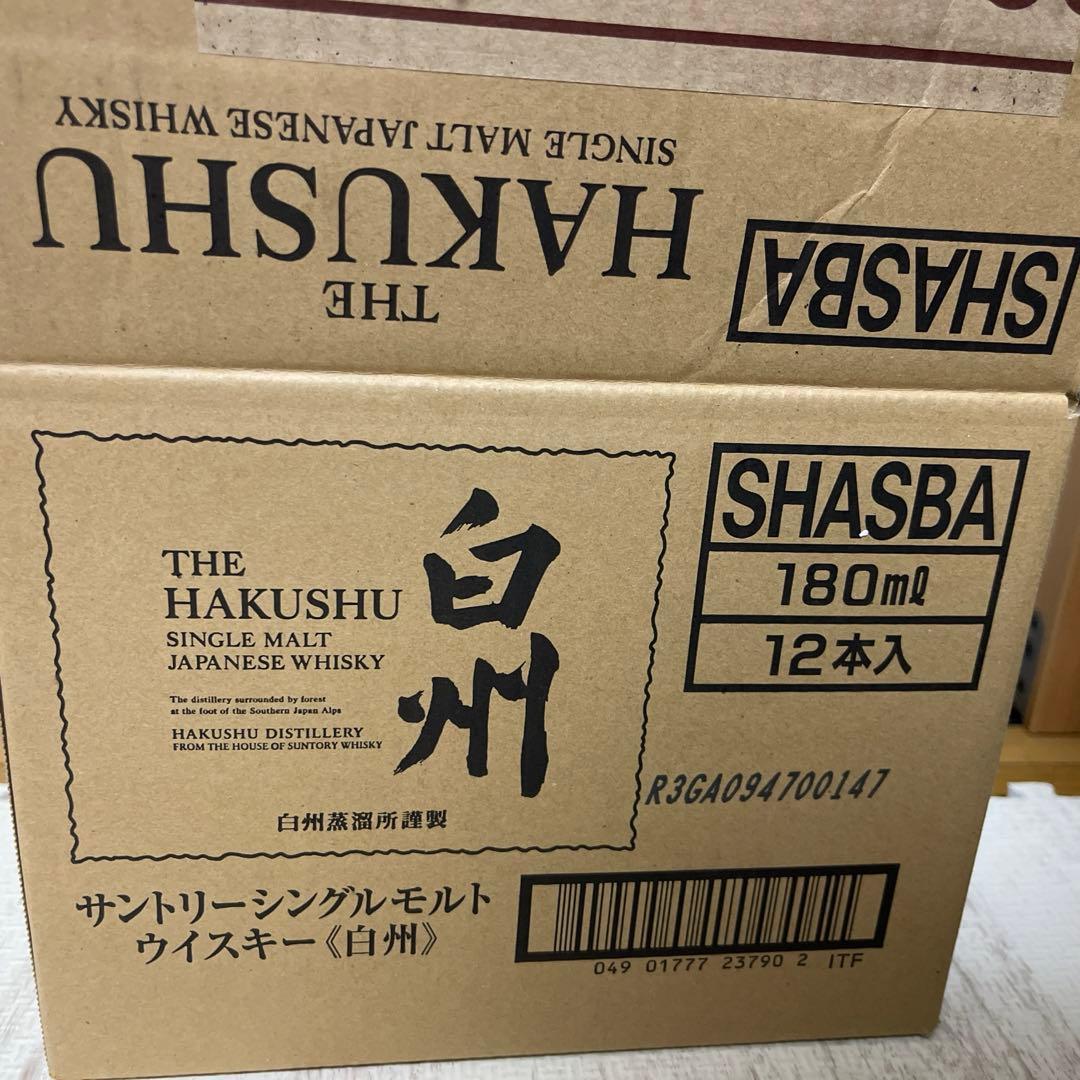 SINGLE MALT JAPANESE WHISKY
HAKUSHU
THE
SHASBA
THE
HAKUSHU
SINGLE MALT
JAPANESE WHISKY
The distillery surrounded by forest
at the foot of the Southern Japan Alps
HAKUSHU DISTILLERY
FROM THE HOUSE OF SUNTORY WHISKY
白州
白州蒸溜所謹製
SHASBA
180ml
12本入
R3GA094700147
サントリーシングルモルト
ウイスキー《白州》
049 01777 23790 2 ITF